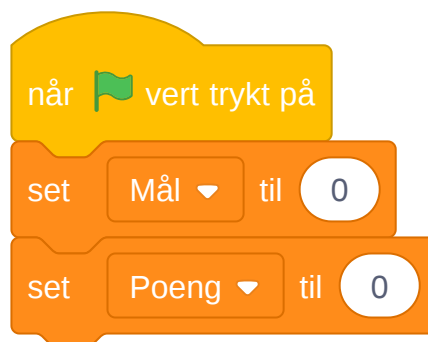 når vert trykt på
set Mål til 0
set Poeng til 0